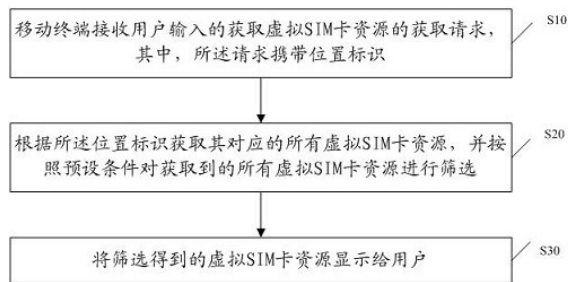 移动终端接收用户输入的获取虚拟SIM卡资源的获取请求，
其中，所述请求携带位置标识
S10
根据所述位置标识获取其对应的所有虚拟SIM卡资源，并按
照预设条件对获取到的所有虚拟SIM卡资源进行筛选
S20
将筛选得到的虚拟SIM卡资源显示给用户
S30